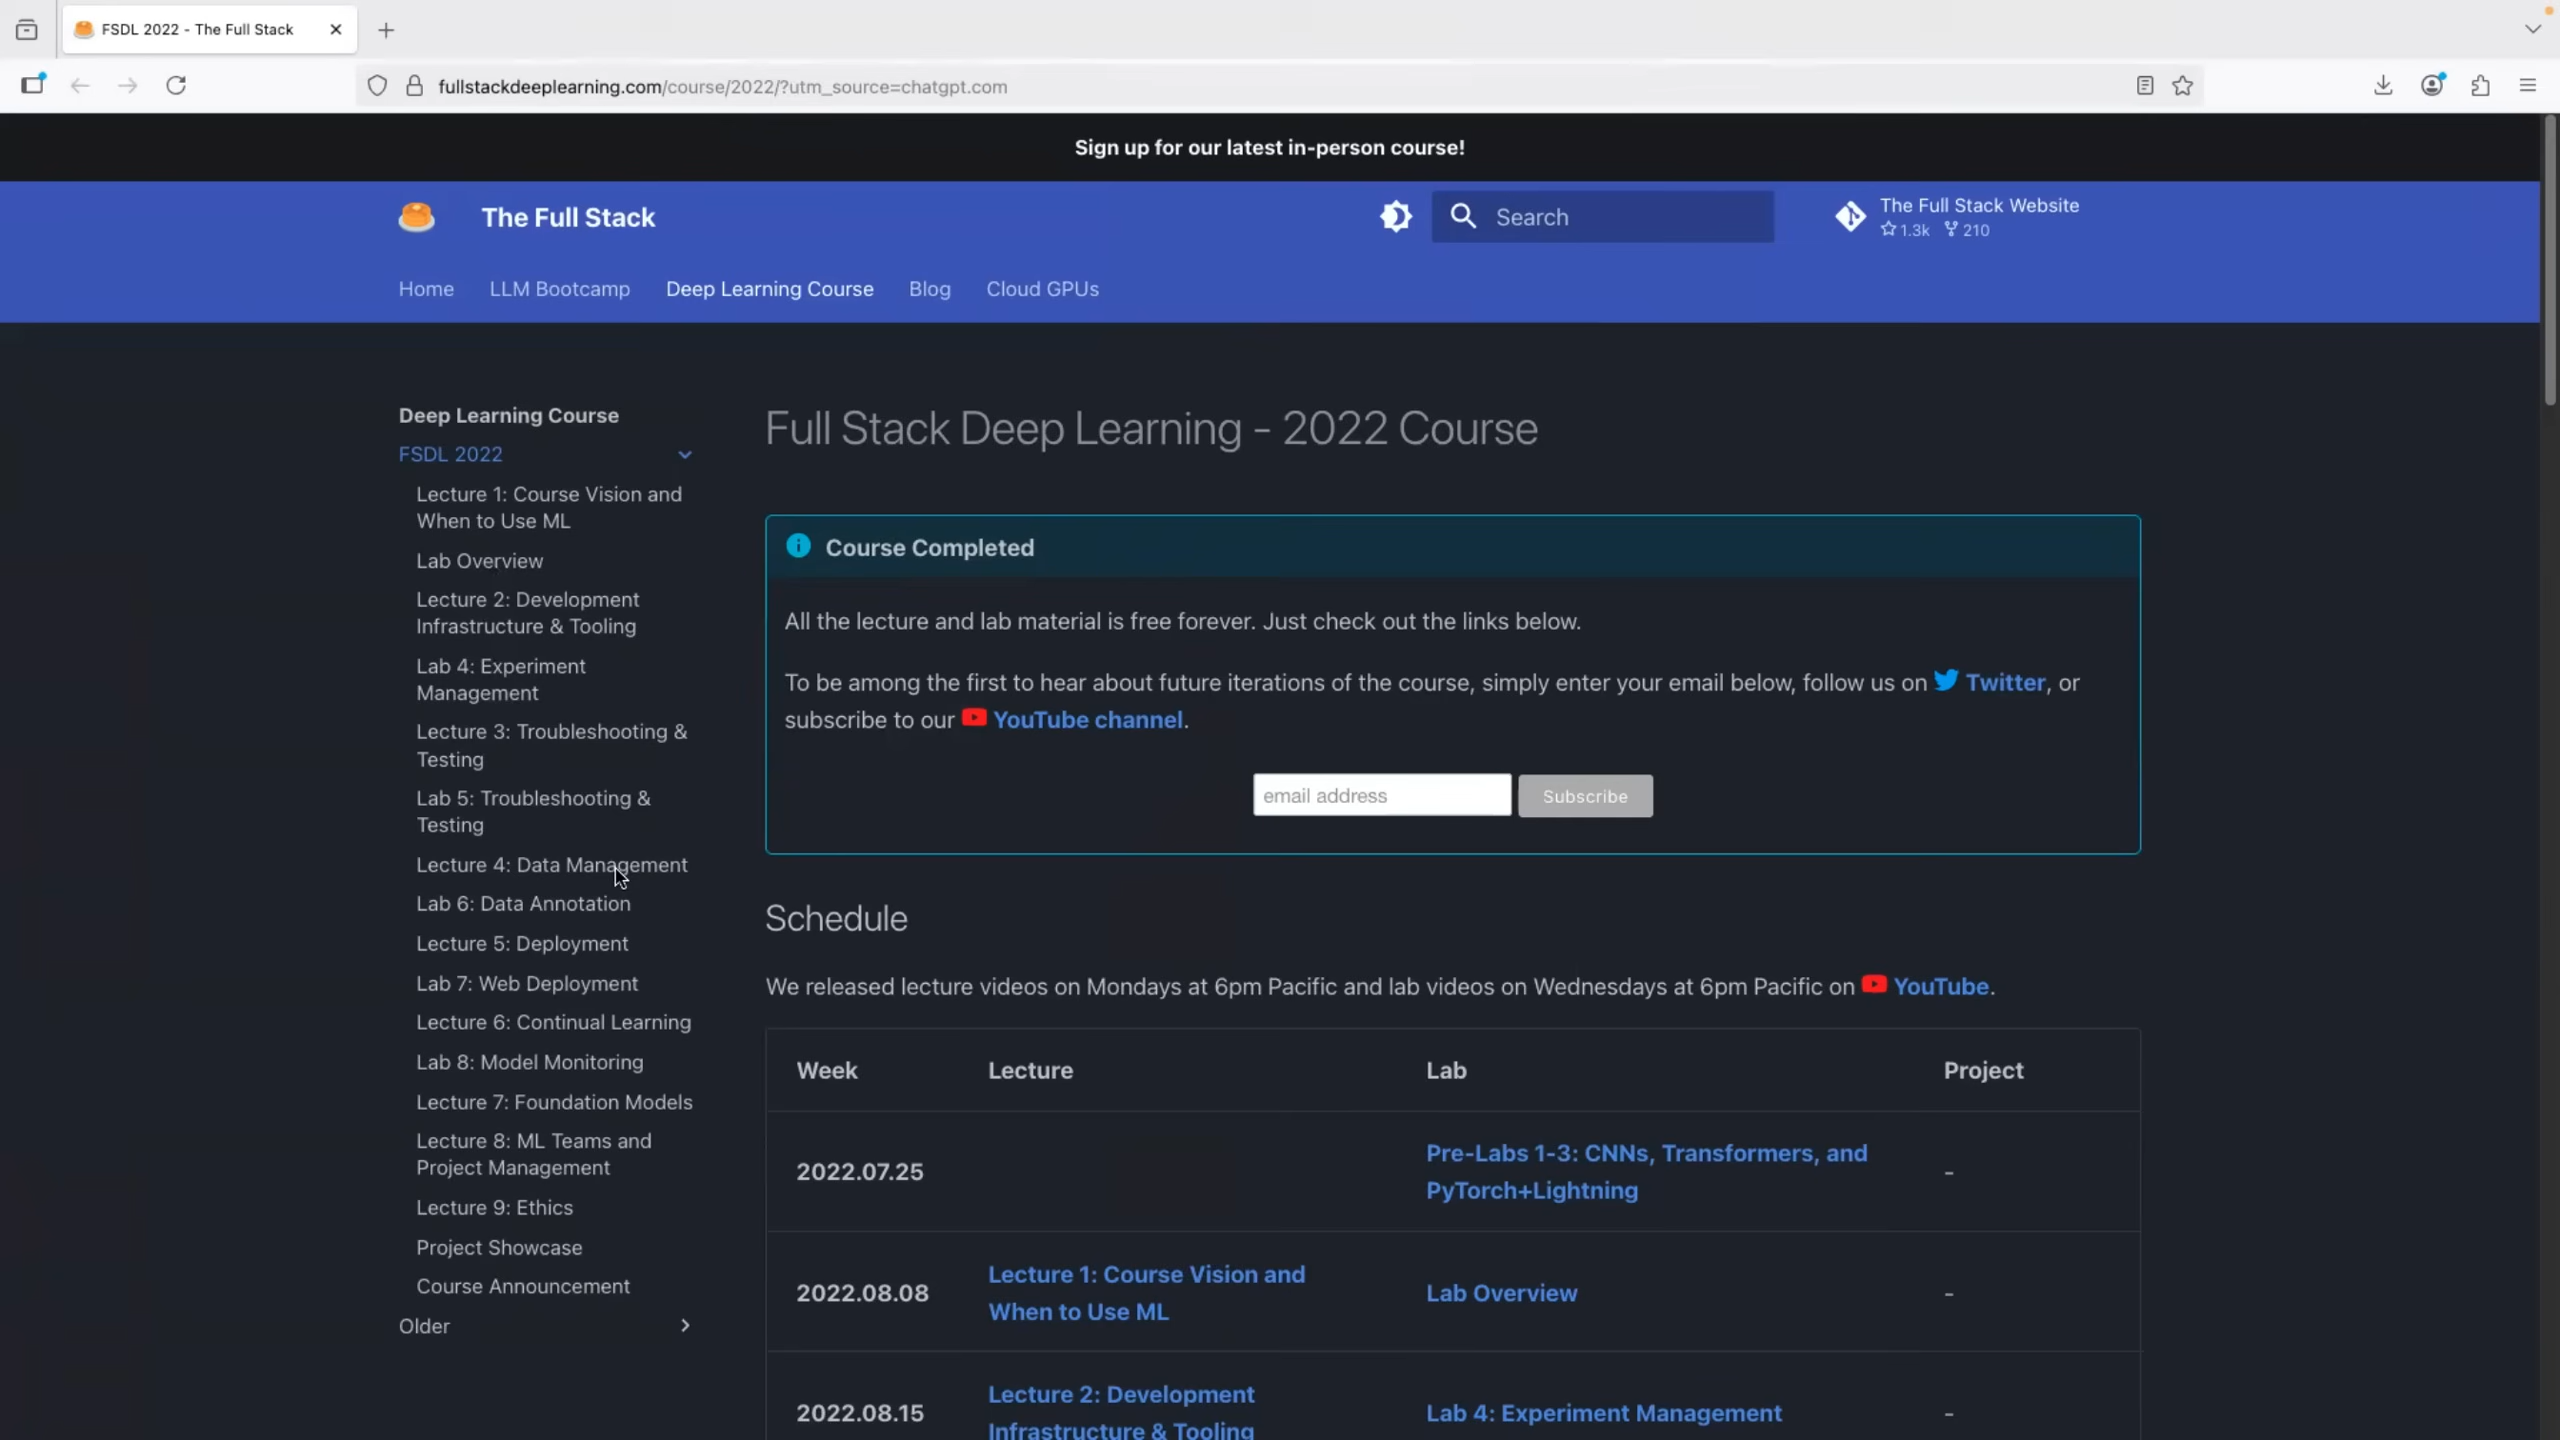 FSDL 2022 - The Full Stack
fullstackdeeplearning.com/course/2022/?utm_source=chatgpt.com
Sign up for our latest in-person course!
The Full Stack
Search
The Full Stack Website
1.3k 210
Home LLM Bootcamp Deep Learning Course Blog Cloud GPUs
Deep Learning Course
FSDL 2022
Lecture 1: Course Vision and
When to Use ML
Lab Overview
Lecture 2: Development
Infrastructure & Tooling
Lab 4: Experiment
Management
Lecture 3: Troubleshooting &
Testing
Lab 5: Troubleshooting &
Testing
Lecture 4: Data Management
Lab 6: Data Annotation
Lecture 5: Deployment
Lab 7: Web Deployment
Lecture 6: Continual Learning
Lab 8: Model Monitoring
Lecture 7: Foundation Models
Lecture 8: ML Teams and
Project Management
Lecture 9: Ethics
Project Showcase
Course Announcement
Older
Full Stack Deep Learning - 2022 Course
Course Completed
All the lecture and lab material is free forever. Just check out the links below.
To be among the first to hear about future iterations of the course, simply enter your email below, follow us on Twitter, or
subscribe to our YouTube channel.
email address Subscribe
Schedule
We released lecture videos on Mondays at 6pm Pacific and lab videos on Wednesdays at 6pm Pacific on YouTube.
Week Lecture Lab Project
2022.07.25 Pre-Labs 1-3: CNNs, Transformers, and
PyTorch+Lightning -
2022.08.08 Lecture 1: Course Vision and
When to Use ML Lab Overview -
2022.08.15 Lecture 2: Development
Infrastructure & Tooling Lab 4: Experiment Management -